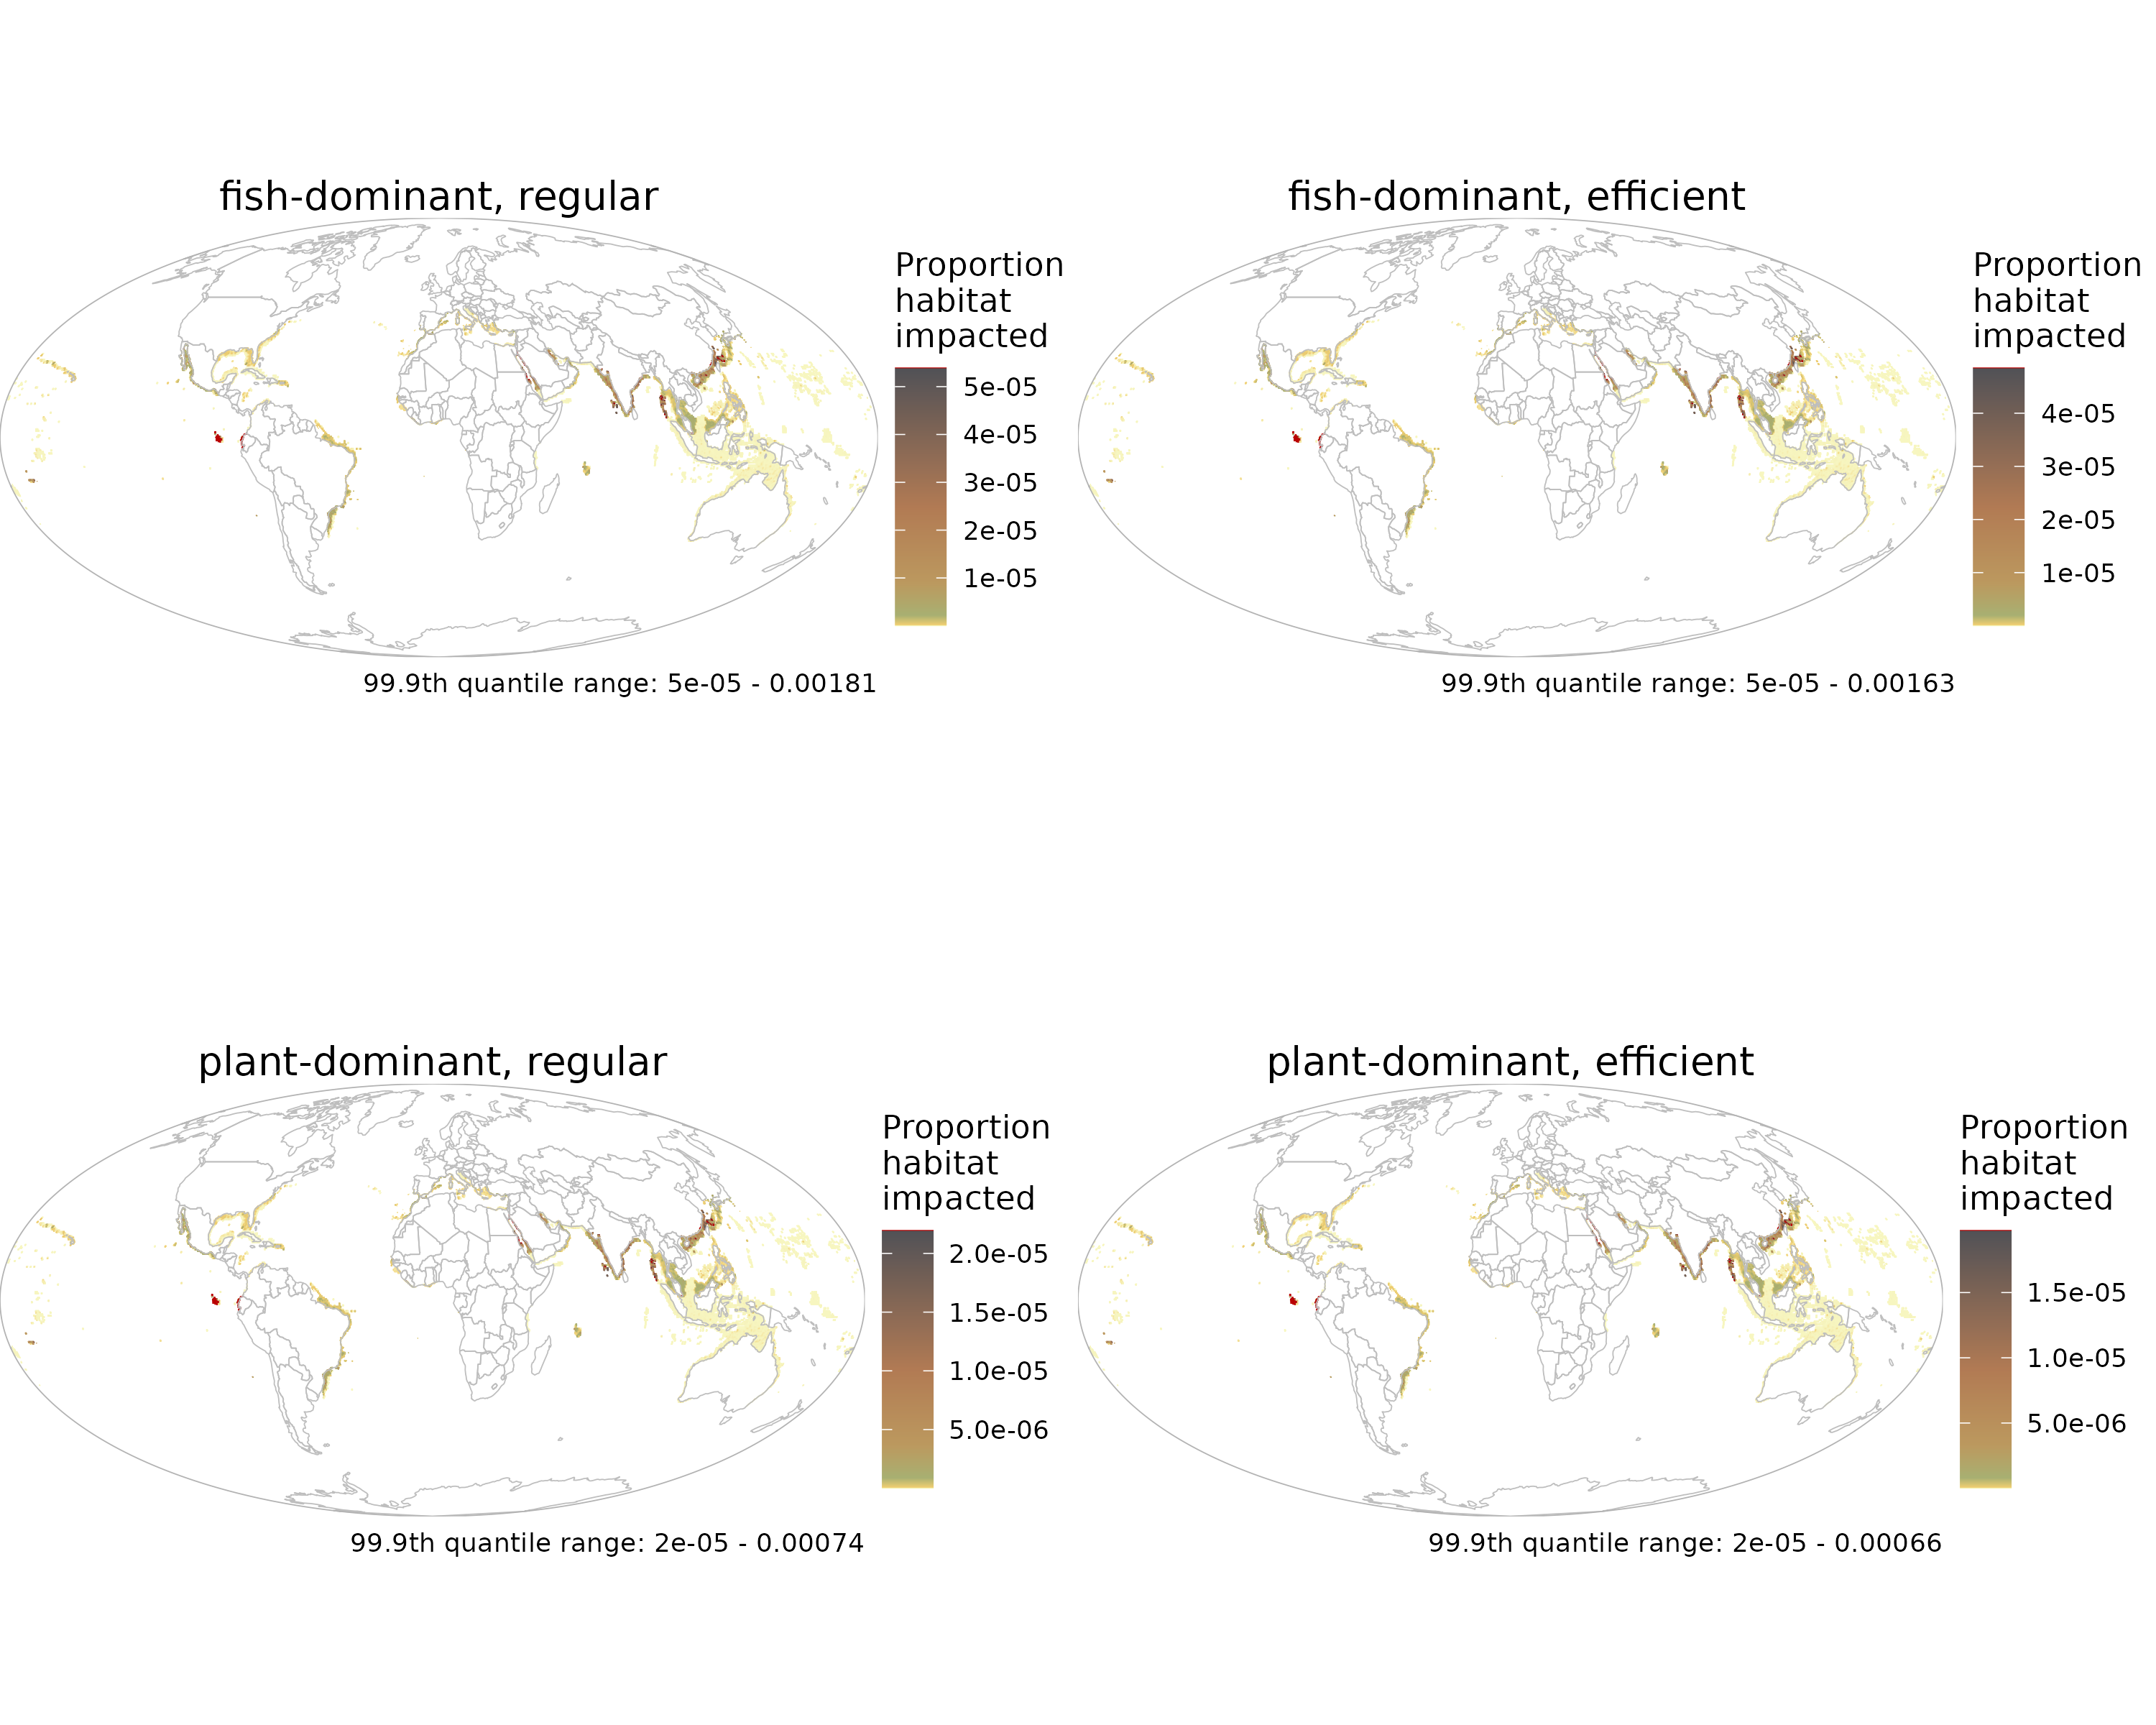 fish-dominant, regular
Proportion
habitat
impacted
5e-05
4e-05
3e-05
2e-05
1e-05
99.9th quantile range: 5e-05 - 0.00181
fish-dominant, efficient
Proportion
habitat
impacted
4e-05
3e-05
2e-05
1e-05
99.9th quantile range: 5e-05 - 0.00163
plant-dominant, regular
Proportion
habitat
impacted
2.0e-05
1.5e-05
1.0e-05
5.0e-06
99.9th quantile range: 2e-05 - 0.00074
plant-dominant, efficient
Proportion
habitat
impacted
1.5e-05
1.0e-05
5.0e-06
99.9th quantile range: 2e-05 - 0.00066